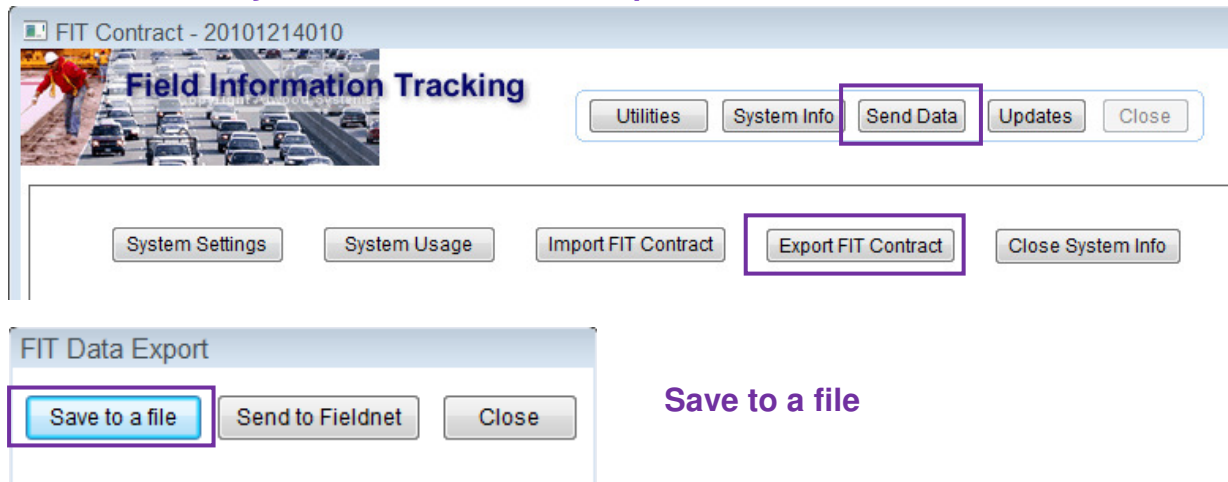 FIT Contract - 20101214010
Field Information Tracking
Utilities System Info Send Data Updates Close
System Settings System Usage Import FIT Contract Export FIT Contract Close System Info
FIT Data Export
Save to a file Send to Fieldnet Close
Save to a file